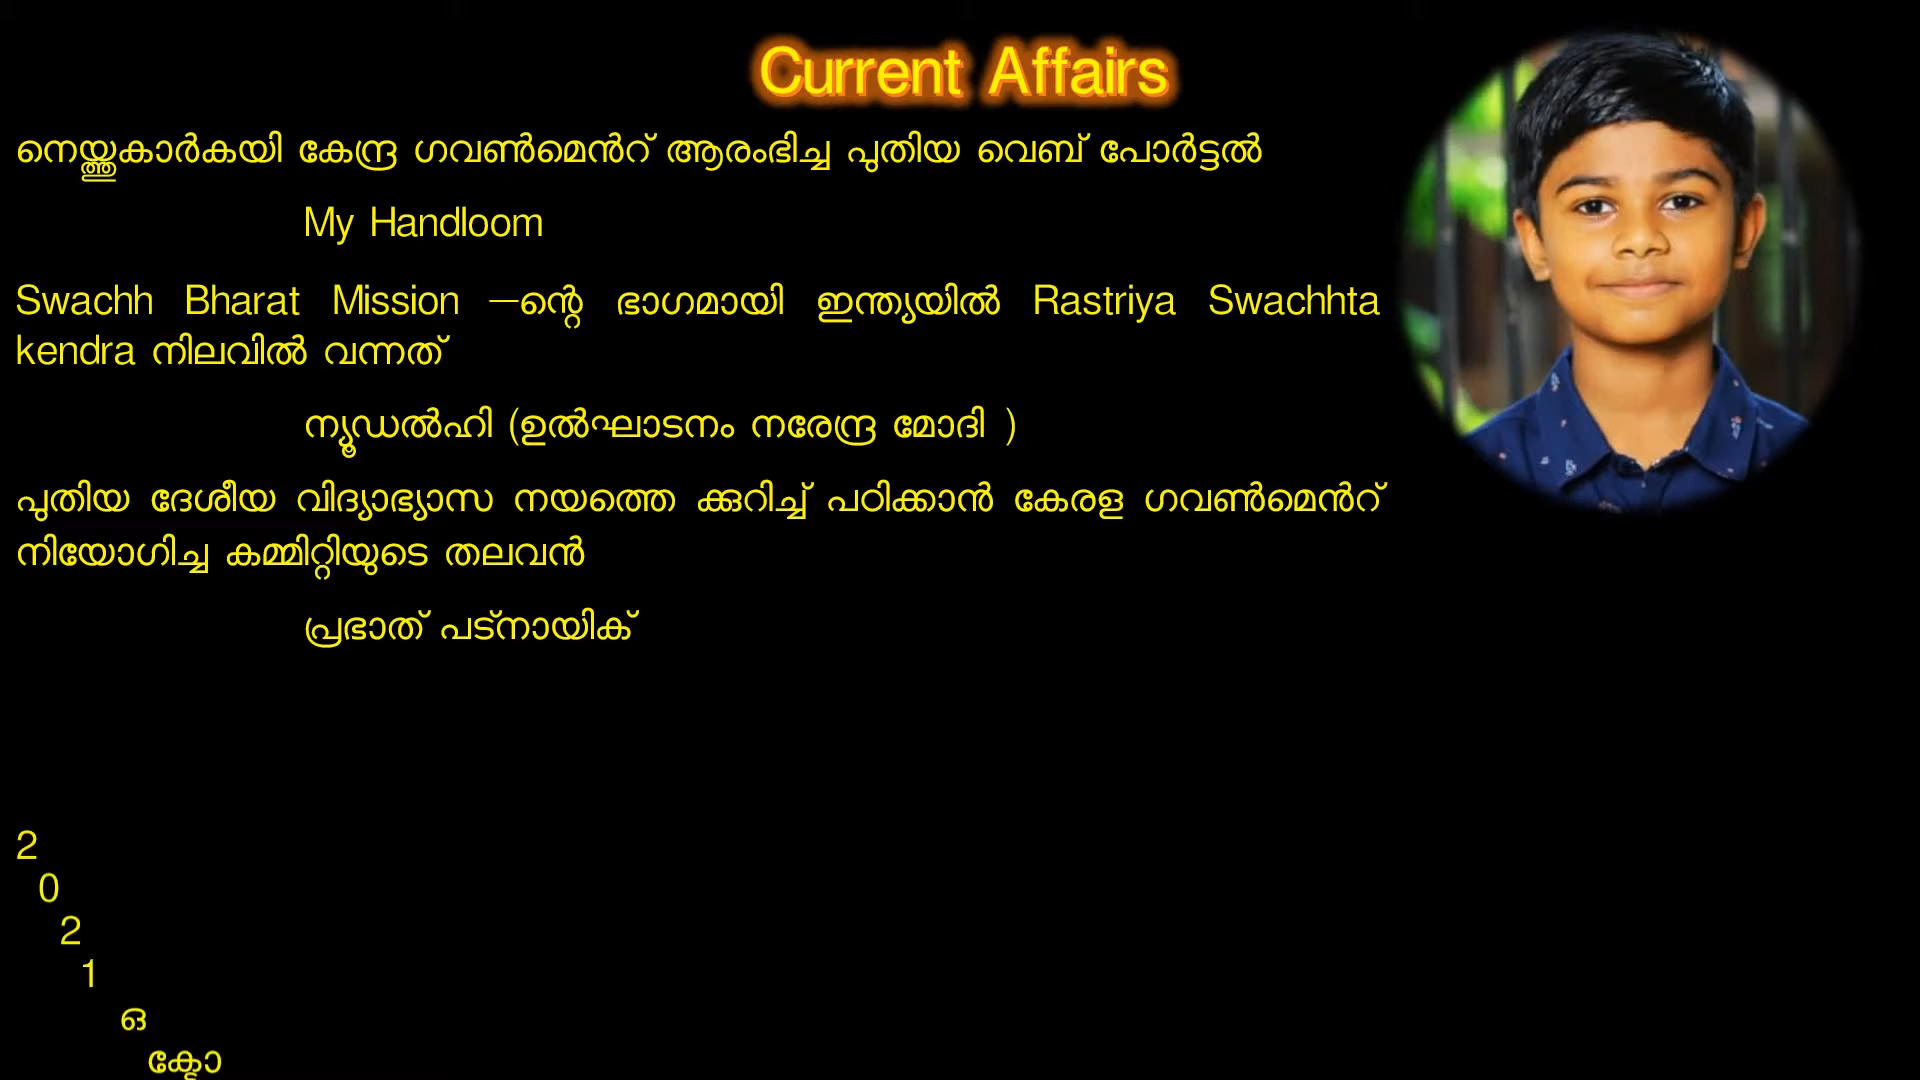 Current Affairs
നെയ്ത്തുകാർകയി കേന്ദ്ര ഗവൺമെൻറ് ആരംഭിച്ച പുതിയ വെബ് പോർട്ടൽ
My Handloom
Swachh Bharat Mission –ന്റെ ഭാഗമായി ഇന്ത്യയിൽ Rastriya Swachhta
kendra നിലവിൽ വന്നത്
ന്യൂഡൽഹി (ഉൽഘാടനം നരേന്ദ്ര മോദി )
പുതിയ ദേശീയ വിദ്യാഭ്യാസ നയത്തെ ക്കുറിച്ച് പഠിക്കാൻ കേരള ഗവൺമെൻറ്
നിയോഗിച്ച കമ്മിറ്റിയുടെ തലവൻ
പ്രഭാത് പട്നായിക്
2
0
2
1
ഒ
ക്ടോ